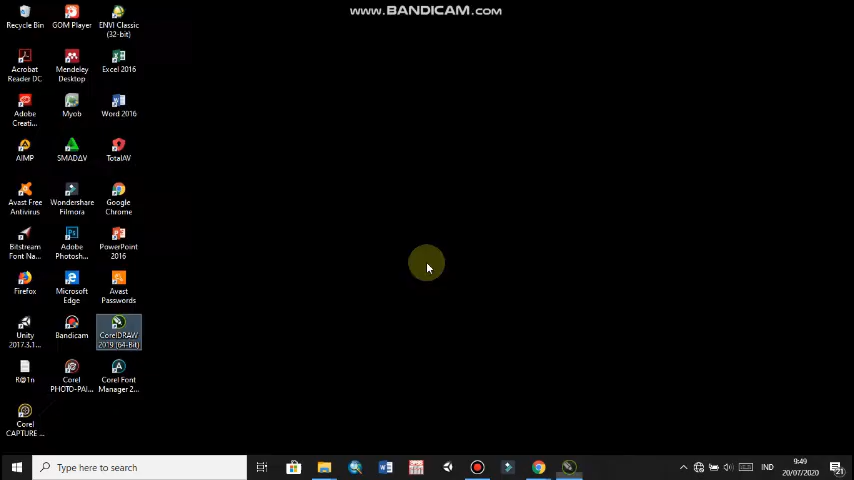 www.BANDICAM.com
Recycle Bin
GOM Player
ENVI Classic
(32-bit)
Acrobat
Reader DC
Mendeley
Desktop
Excel 2016
Adobe
Creati...
Myob
Word 2016
AIMP
SMADAV
TotalAV
Avast Free
Antivirus
Wondershare
Filmora
Google
Chrome
Bitstream
Font Na...
Adobe
Photosh...
PowerPoint
2016
Firefox
Microsoft
Edge
Avast
Passwords
Unity
2017.3.1...
Bandicam
CorelDRAW
2019 (64-Bit)
R@1n
Corel
PHOTO-PAI...
Corel Font
Manager 2...
Corel
CAPTURE ...
Type here to search
IND
9:49
20/07/2020
21